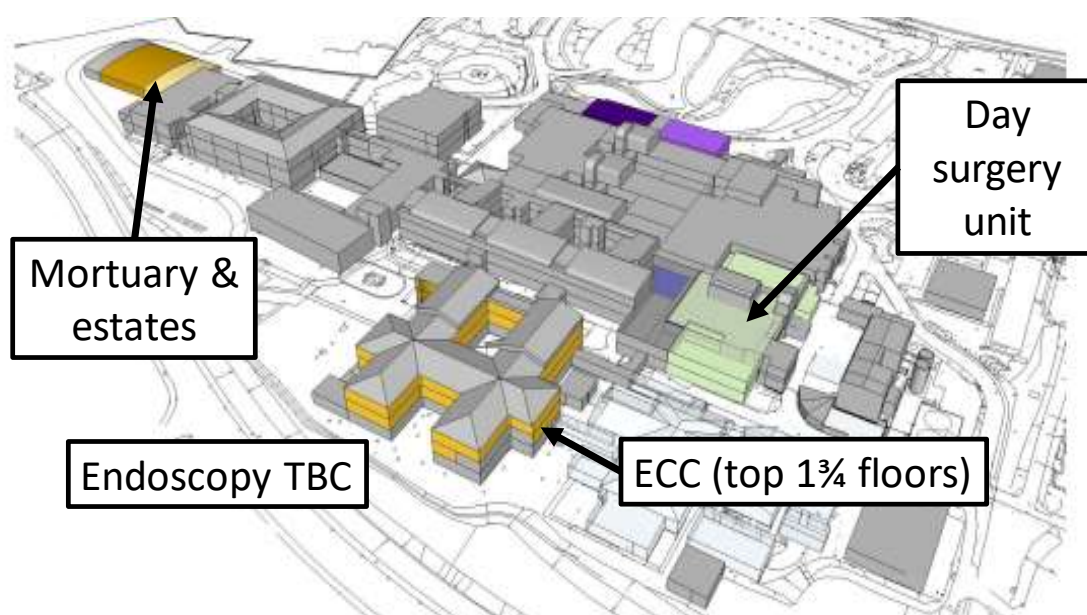 Day
surgery
unit
Mortuary &
estates
Endoscopy TBC
ECC (top 1¾ floors)